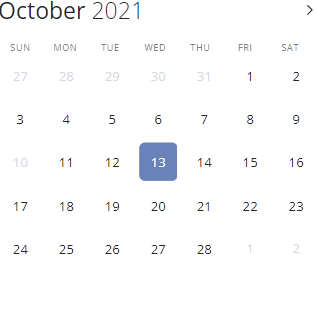 October 2021
SUN MON TUE WED THU FRI SAT
27 28 29 30 31 1 2
3 4 5 6 7 8 9
10 11 12 13 14 15 16
17 18 19 20 21 22 23
24 25 26 27 28 1 2